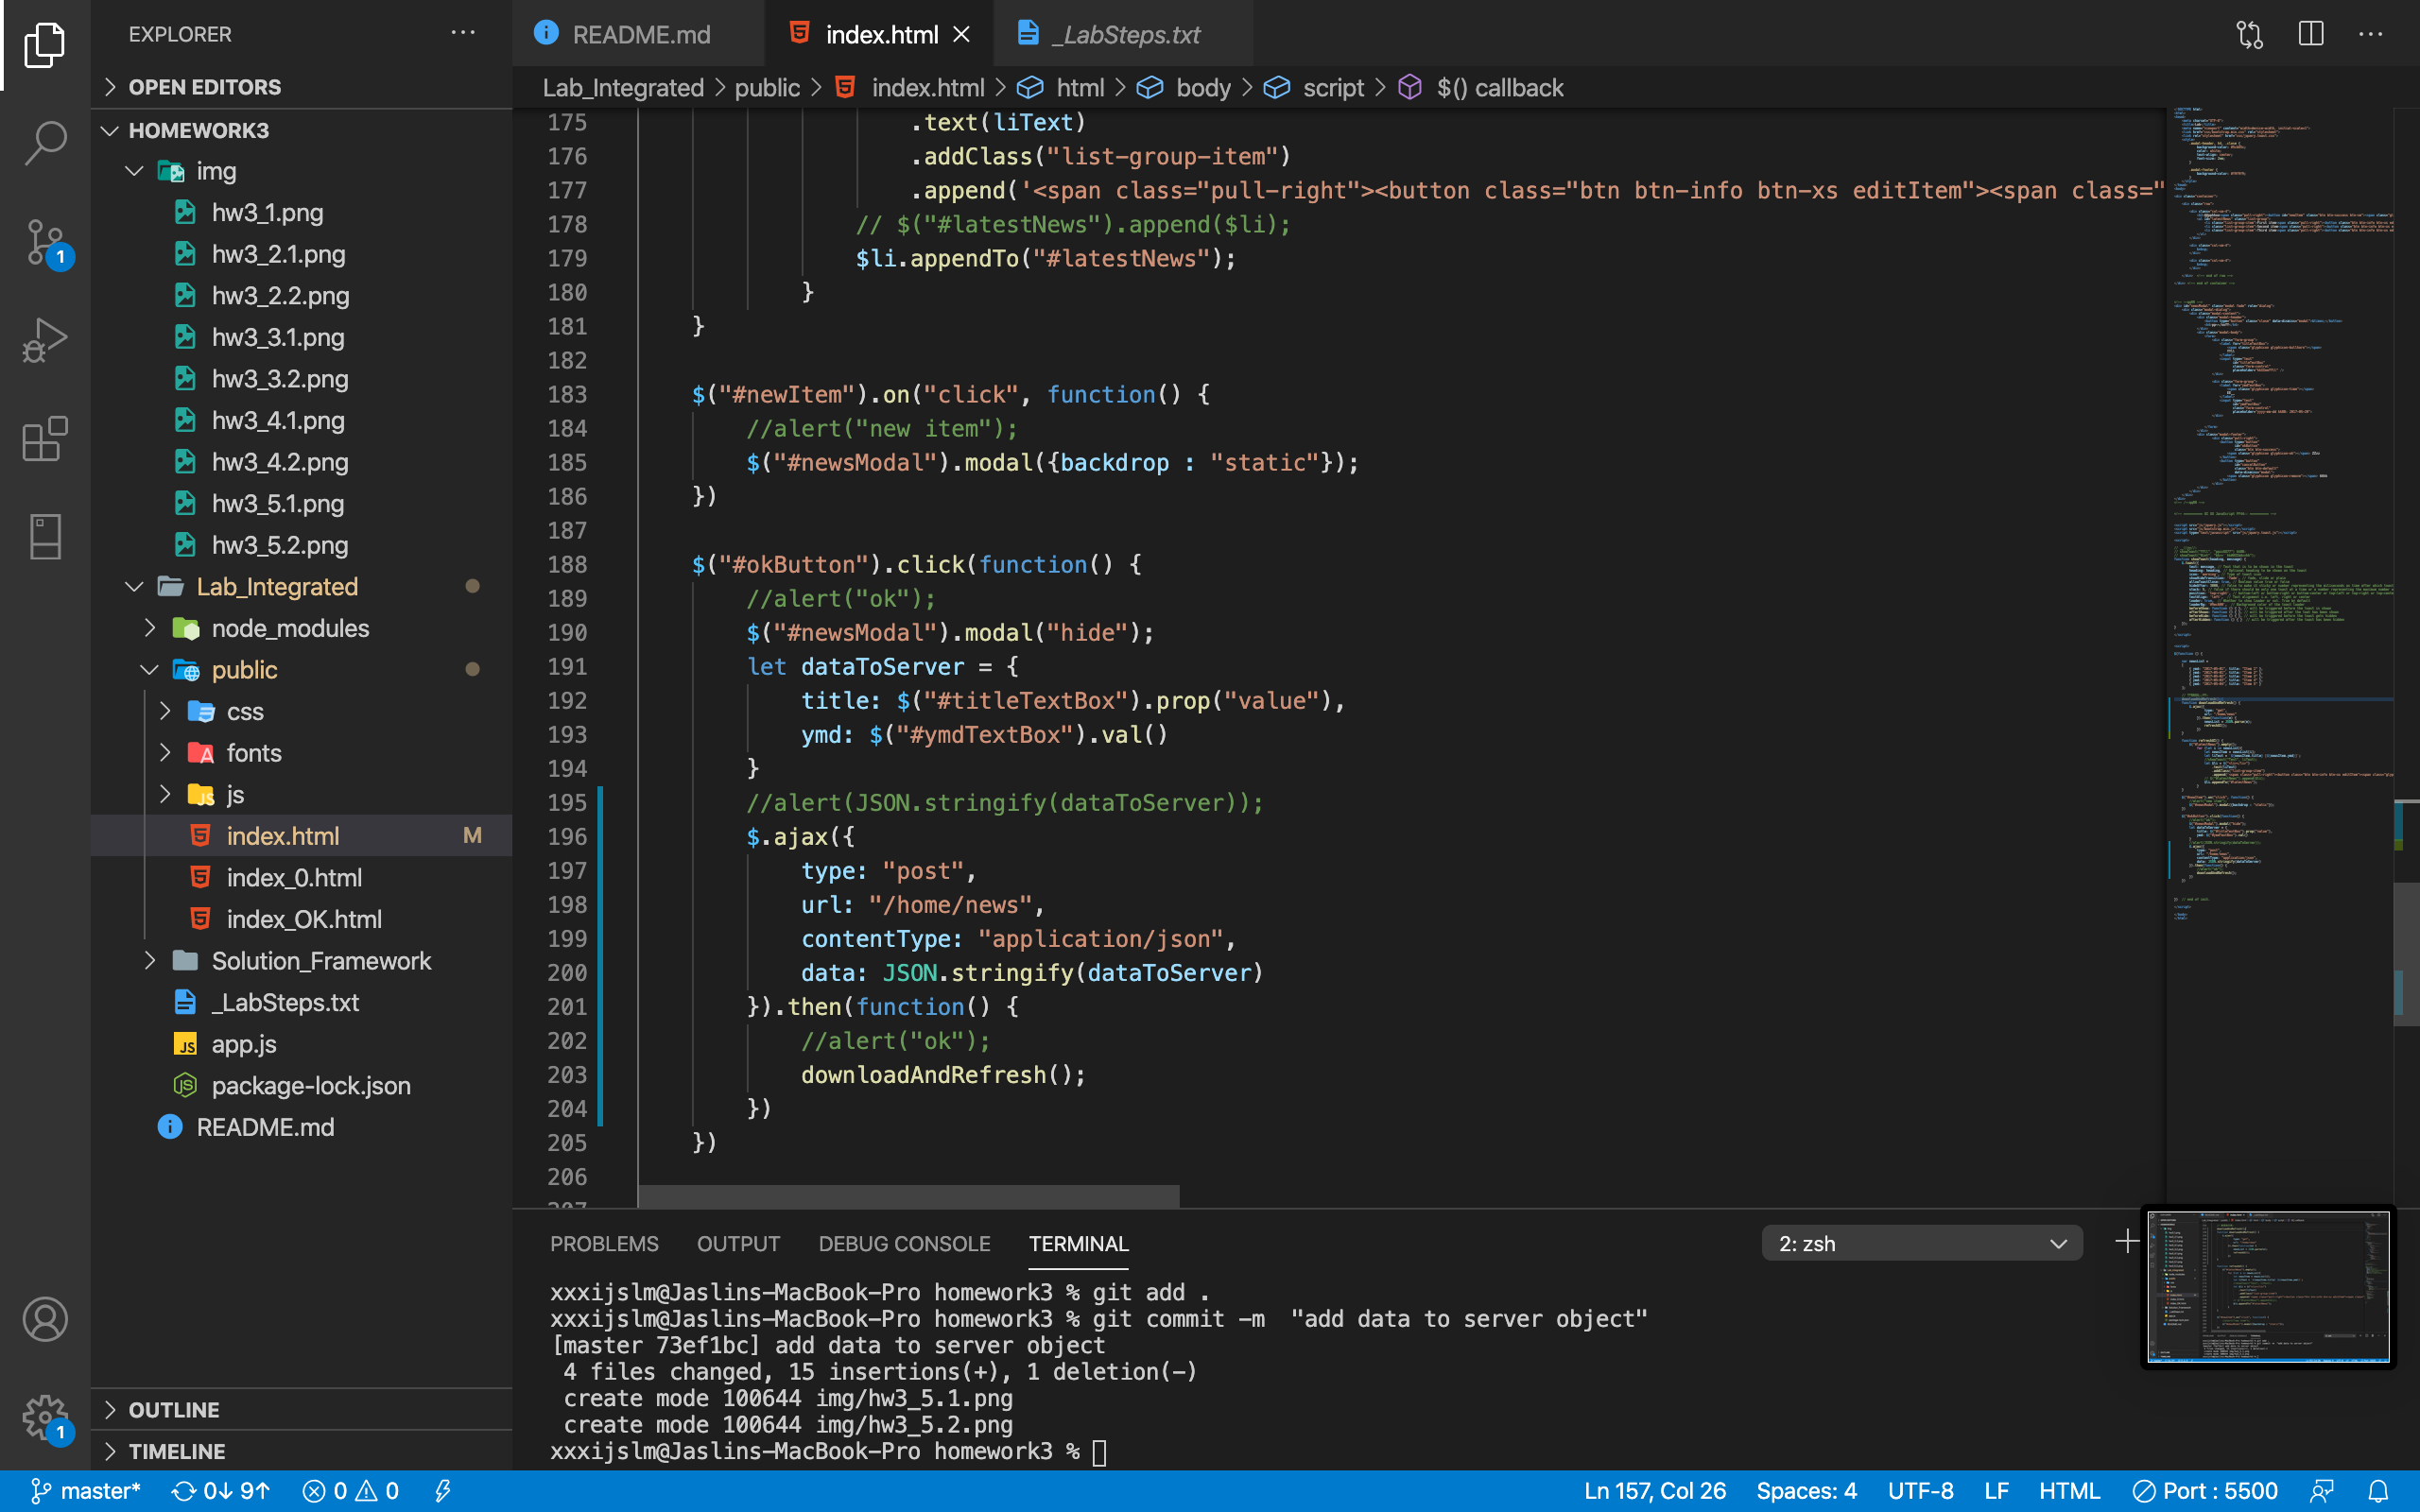 EXPLORER
OPEN EDITORS
HOMEWORK3
img
hw3_1.png
hw3_2.1.png
hw3_2.2.png
hw3_3.1.png
hw3_3.2.png
hw3_4.1.png
hw3_4.2.png
hw3_5.1.png
hw3_5.2.png
Lab_Integrated
node_modules
public
css
fonts
js
index.html M
index_0.html
index_OK.html
Solution_Framework
_LabSteps.txt
app.js
package-lock.json
README.md
OUTLINE
TIMELINE
1
1
README.md index.html _LabSteps.txt
Lab_Integrated > public > index.html > html > body > script > $() callback
175 .text(liText)
176 .addClass("list-group-item")
177 .append('<span class="pull-right"><button class="btn btn-info btn-xs editItem"><span class="
178 // $("#latestNews").append($li);
179 $li.appendTo("#latestNews");
180 }
181 }
182
183 $("#newItem").on("click", function() {
184 //alert("new item");
185 $("#newsModal").modal({backdrop : "static"});
186 })
187
188 $("#okButton").click(function() {
189 //alert("ok");
190 $("#newsModal").modal("hide");
191 let dataToServer = {
192 title: $("#titleTextBox").prop("value"),
193 ymd: $("#ymdTextBox").val()
194 }
195 //alert(JSON.stringify(dataToServer));
196 $.ajax({
197 type: "post",
198 url: "/home/news",
199 contentType: "application/json",
200 data: JSON.stringify(dataToServer)
201 }).then(function() {
202 //alert("ok");
203 downloadAndRefresh();
204 })
205 })
206
PROBLEMS OUTPUT DEBUG CONSOLE TERMINAL 2: zsh
xxxijslm@Jaslins-MacBook-Pro homework3 % git add .
xxxijslm@Jaslins-MacBook-Pro homework3 % git commit -m  "add data to server object"
[master 73ef1bc] add data to server object
4 files changed, 15 insertions(+), 1 deletion(-)
create mode 100644 img/hw3_5.1.png
create mode 100644 img/hw3_5.2.png
xxxijslm@Jaslins-MacBook-Pro homework3 %
master* 0↓ 9↑ 0 0 Ln 157, Col 26 Spaces: 4 UTF-8 LF HTML Port : 5500